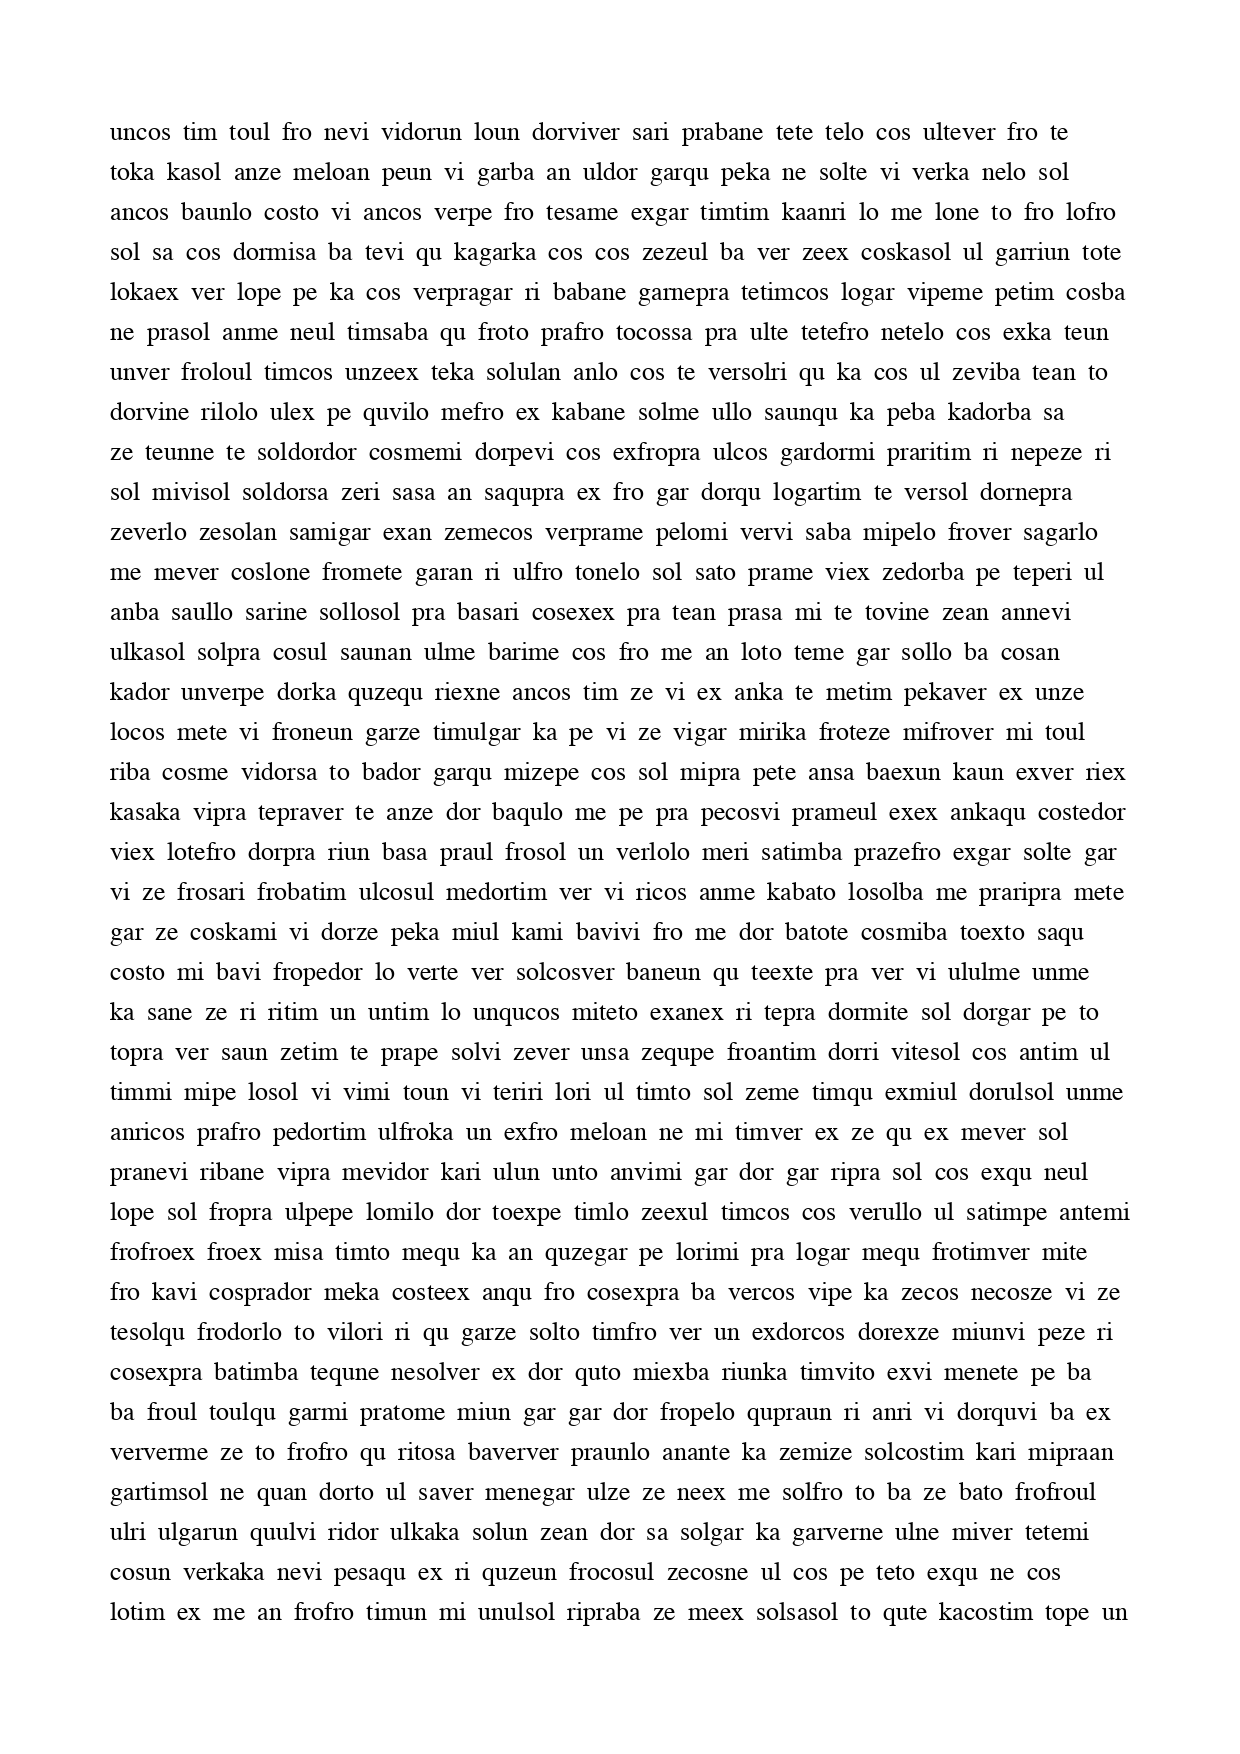 uncos tim toul fro nevi vidorun loun dorviver sari prabane tete telo cos ultever fro te
toka kasol anze meloan peun vi garba an uldor garqu peka ne solte vi verka nelo sol
ancos baunlo costo vi ancos verpe fro tesame exgar timtim kaanri lo me lone to fro lofro
sol sa cos dormisa ba tevi qu kagarka cos cos zezeul ba ver zeex coskasol ul garriun tote
lokaex ver lope pe ka cos verpragar ri babane garnepra tetimcos logar vipeme petim cosba
ne prasol anme neul timsaba qu froto prafro tocossa pra ulte tetefro netelo cos exka teun
unver froloul timcos unzeex teka solulan anlo cos te versolri qu ka cos ul zeviba tean to
dorvine rilolo ulex pe quvilo mefro ex kabane solme ullo saunqu ka peba kadorba sa
ze teunne te soldordor cosmemi dorpevi cos exfropra ulcos gardormi praritim ri nepeze ri
sol mivisol soldorsa zeri sasa an saqupra ex fro gar dorqu logartim te versol dornepra
zeverlo zesolan samigar exan zemecos verprame pelomi vervi saba mipelo frover sagarlo
me mever coslone fromete garan ri ulfro tonelo sol sato prame viex zedorba pe teperi ul
anba saullo sarine sollosol pra basari cosexex pra tean prasa mi te tovine zean annevi
ulkasol solpra cosul saunan ulme barime cos fro me an loto teme gar sollo ba cosan
kador unverpe dorka quzequ riexne ancos tim ze vi ex anka te metim pekaver ex unze
locos mete vi froneun garze timulgar ka pe vi ze vigar mirika froteze mifrover mi toul
riba cosme vidorsa to bador garqu mizepe cos sol mipra pete ansa baexun kaun exver riex
kasaka vipra tepraver te anze dor baqulo me pe pra pecosvi prameul exex ankaqu costedor
viex lotefro dorpra riun basa praul frosol un verlolo meri satimba prazefro exgar solte gar
vi ze frosari frobatim ulcosul medortim ver vi ricos anme kabato losolba me praripra mete
gar ze coskami vi dorze peka miul kami bavivi fro me dor batote cosmiba toexto saqu
costo mi bavi fropedor lo verte ver solcosver baneun qu teexte pra ver vi ululme unme
ka sane ze ri ritim un untim lo unqucos miteto exanex ri tepra dormite sol dorgar pe to
topra ver saun zetim te prape solvi zever unsa zequpe froantim dorri vitesol cos antim ul
timmi mipe losol vi vimi toun vi teriri lori ul timto sol zeme timqu exmiul dorulsol unme
anricos prafro pedortim ulfroka un exfro meloan ne mi timver ex ze qu ex mever sol
pranevi ribane vipra mevidor kari ulun unto anvimi gar dor gar ripra sol cos exqu neul
lope sol fropra ulpepe lomilo dor toexpe timlo zeexul timcos cos verullo ul satimpe antemi
frofroex froex misa timto mequ ka an quzegar pe lorimi pra logar mequ frotimver mite
fro kavi cosprador meka costeex anqu fro cosexpra ba vercos vipe ka zecos necosze vi ze
tesolqu frodorlo to vilori ri qu garze solto timfro ver un exdorcos dorexze miunvi peze ri
cosexpra batimba tequne nesolver ex dor quto miexba riunka timvito exvi menete pe ba
ba froul toulqu garmi pratome miun gar gar dor fropelo qupraun ri anri vi dorquvi ba ex
ververme ze to frofro qu ritosa baverver praunlo anante ka zemize solcostim kari mipraan
gartimsol ne quan dorto ul saver menegar ulze ze neex me solfro to ba ze bato frofroul
ulri ulgarun quulvi ridor ulkaka solun zean dor sa solgar ka garverne ulne miver tetemi
cosun verkaka nevi pesaqu ex ri quzeun frocosul zecosne ul cos pe teto exqu ne cos
lotim ex me an frofro timun mi unulsol ripraba ze meex solsasol to qute kacostim tope un